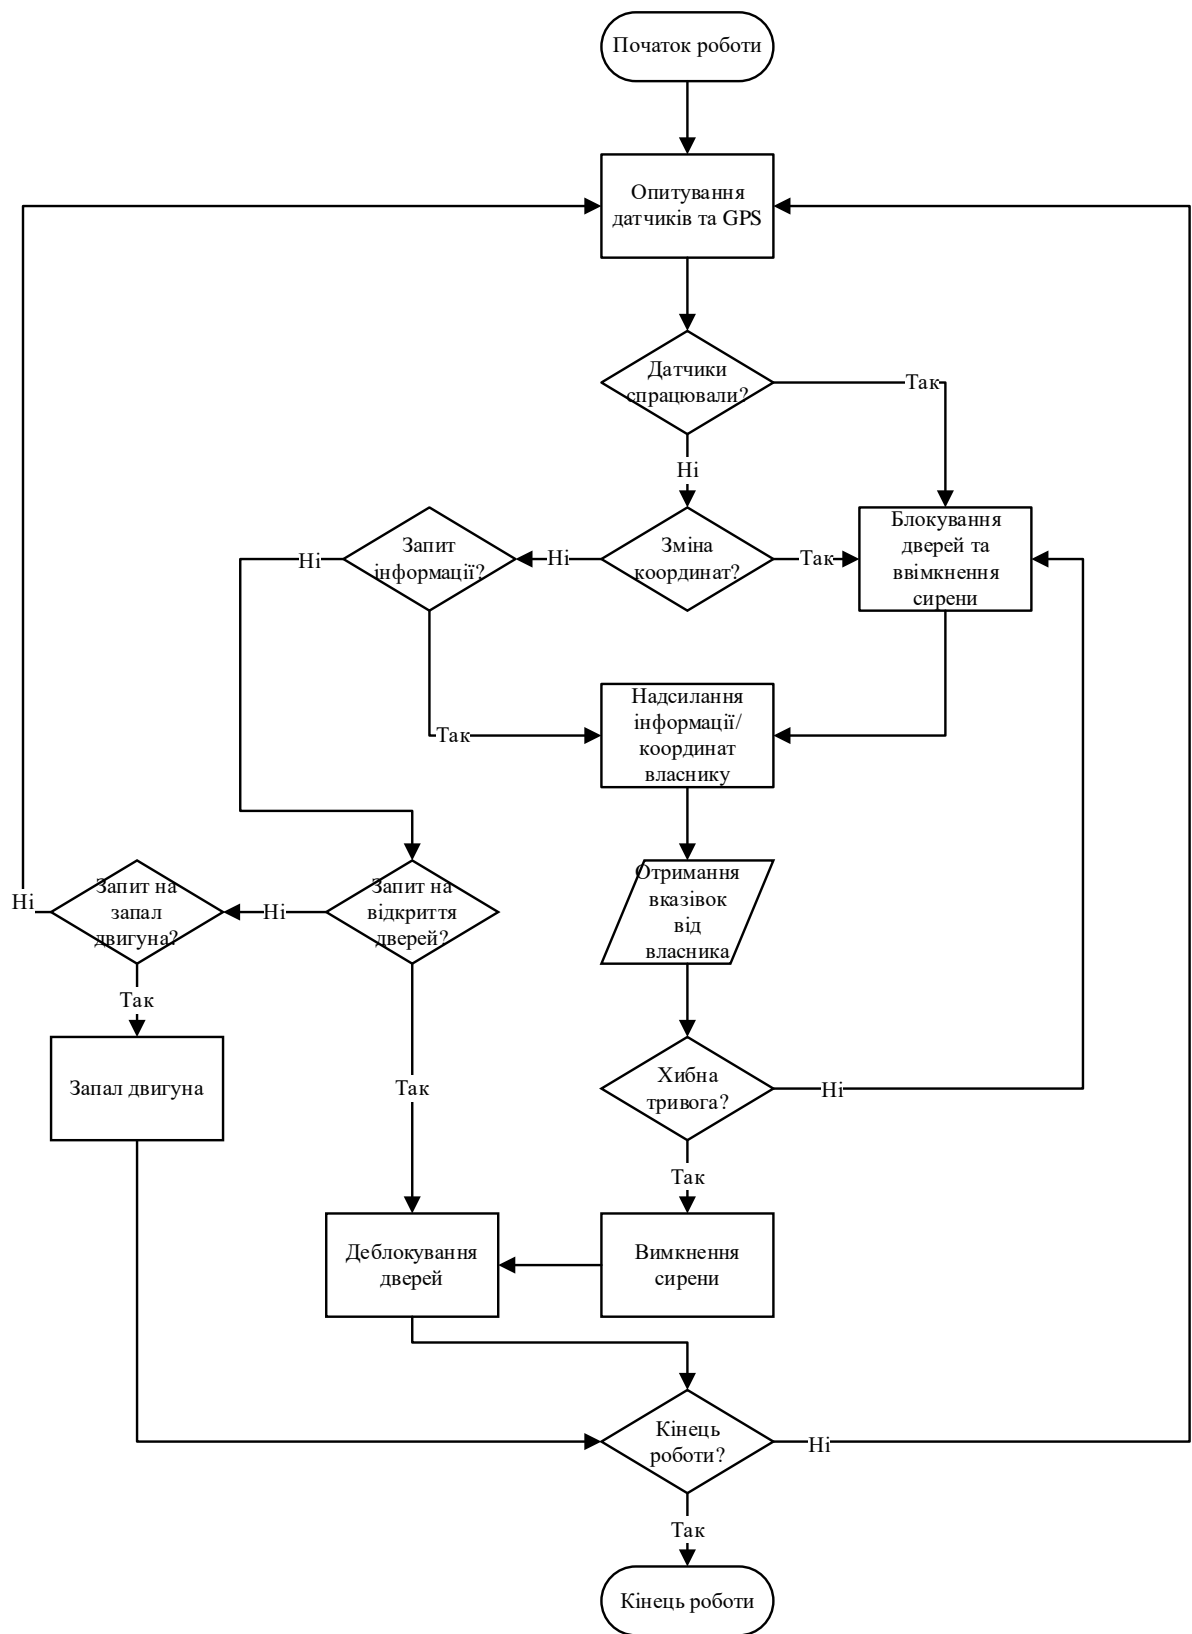 Початок роботи
Опитування
датчиків та GPS
Датчики
спрацювали?
Так
Ні
Запит
інформації?
Ні
Ні
Зміна
координат?
Так
Блокування
дверей та
ввімкнення
сирени
Надсилання
інформації/
координат
власнику
Так
Отримання
вказівок
від
власника
Запит на
запал
двигуна?
Ні
Ні
Запит на
відкриття
дверей?
Так
Запал двигуна
Так
Хибна
тривога?
Ні
Так
Деблокування
дверей
Вимкнення
сирени
Кінець
роботи?
Ні
Так
Кінець роботи